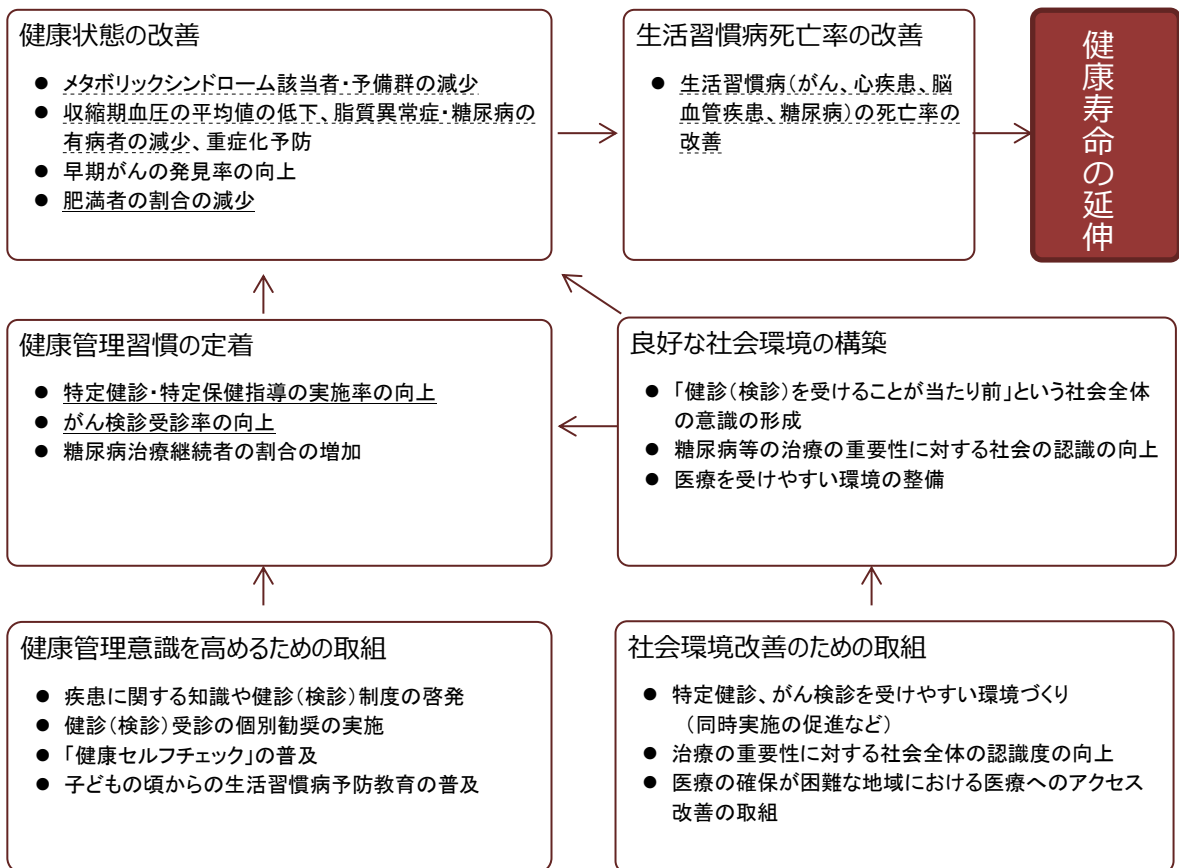 健康状態の改善
● メタボリックシンドローム該当者・予備群の減少
● 収縮期血圧の平均値の低下、脂質異常症・糖尿病の
有病者の減少、重症化予防
● 早期がんの発見率の向上
● 肥満者の割合の減少
生活習慣病死亡率の改善
● 生活習慣病(がん、心疾患、脳
血管疾患、糖尿病)の死亡率の
改善
健康寿命の延伸
健康管理習慣の定着
● 特定健診・特定保健指導の実施率の向上
● がん検診受診率の向上
● 糖尿病治療継続者の割合の増加
良好な社会環境の構築
● 「健診(検診)を受けることが当たり前」という社会全体
の意識の形成
● 糖尿病等の治療の重要性に対する社会の認識の向上
● 医療を受けやすい環境の整備
健康管理意識を高めるための取組
● 疾患に関する知識や健診(検診)制度の啓発
● 健診(検診)受診の個別勧奨の実施
● 「健康セルフチェック」の普及
● 子どもの頃からの生活習慣病予防教育の普及
社会環境改善のための取組
● 特定健診、がん検診を受けやすい環境づくり
(同時実施の促進など)
● 治療の重要性に対する社会全体の認識度の向上
● 医療の確保が困難な地域における医療へのアクセス
改善の取組